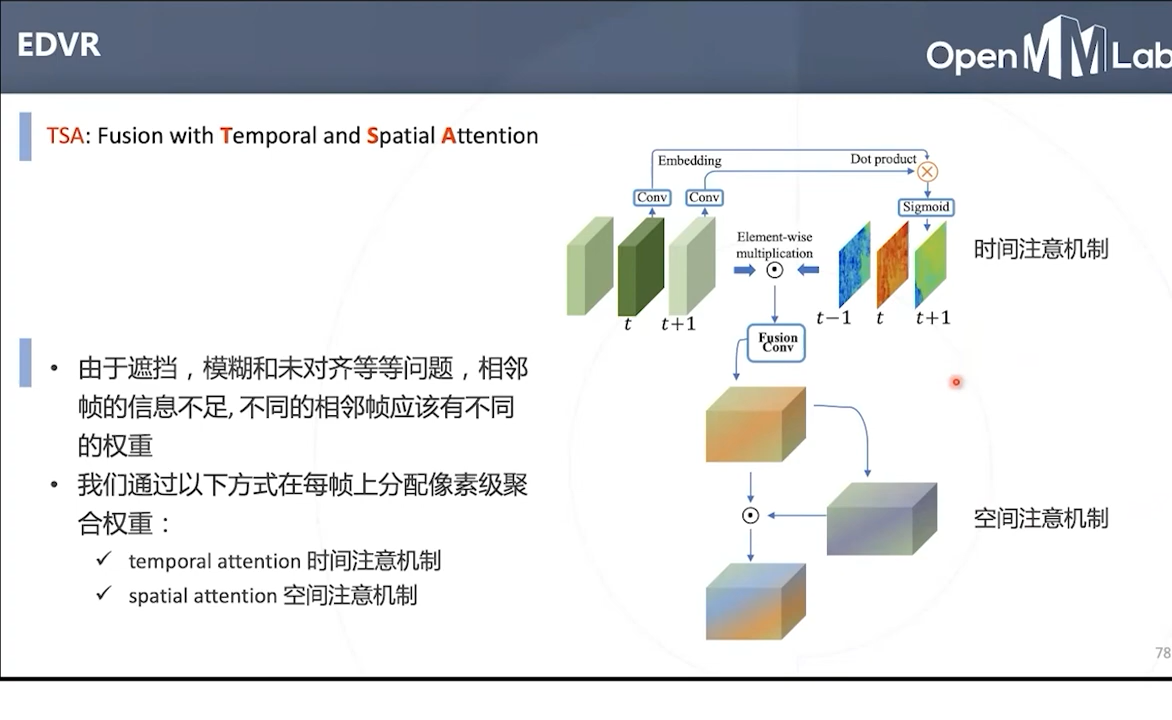 EDVR
OpenMMLab
TSA: Fusion with Temporal and Spatial Attention
Embedding
Dot product
Conv
Conv
Sigmoid
Element-wise
multiplication
时间注意机制
t
t+1
t−1
t
t+1
Fusion
Conv
• 由于遮挡，模糊和未对齐等等问题，相邻
帧的信息不足, 不同的相邻帧应该有不同
的权重
• 我们通过以下方式在每帧上分配像素级聚
合权重：
✓ temporal attention 时间注意机制
✓ spatial attention 空间注意机制
空间注意机制
78